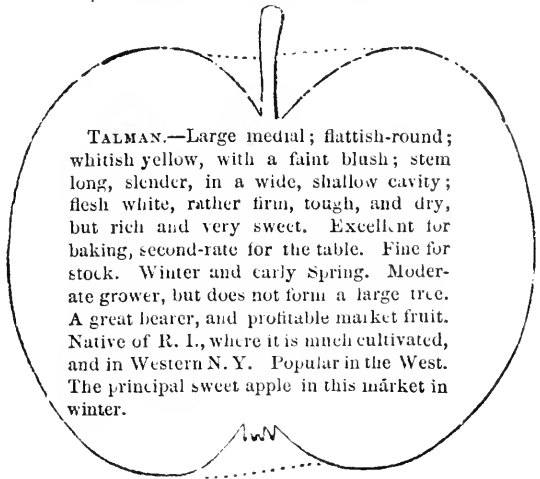 TALMAN.—Large medial; flattish-round;
whitish yellow, with a faint blush; stem
long, slender, in a wide, shallow cavity;
flesh white, rather firm, tough, and dry,
but rich and very sweet. Excellent for
baking, second-rate for the table. Fine for
stock. Winter and early Spring. Moder-
ate grower, but does not form a large tree.
A great bearer, and profitable market fruit.
Native of R. I., where it is much cultivated,
and in Western N. Y. Popular in the West.
The principal sweet apple in this market in
winter.